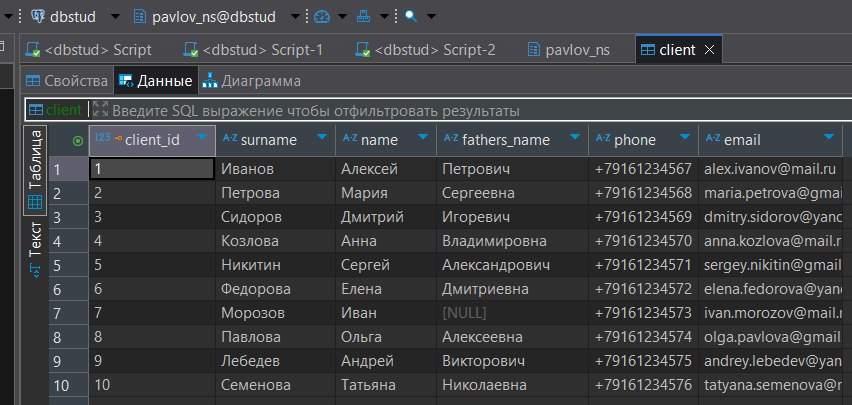 dbstud pavlov_ns@dbstud
<dbstud> Script <dbstud> Script-1 <dbstud> Script-2 pavlov_ns client
Свойства Данные Диаграмма
client Введите SQL выражение чтобы отфильтровать результаты
Таблица
Текст
123 client_id A-Z surname A-Z name A-Z fathers_name A-Z phone A-Z email
1 1 Иванов Алексей Петрович +79161234567 alex.ivanov@mail.ru
2 2 Петрова Мария Сергеевна +79161234568 maria.petrova@gmai
3 3 Сидоров Дмитрий Игоревич +79161234569 dmitry.sidorov@yand
4 4 Козлова Анна Владимировна +79161234570 anna.kozlova@mail.r
5 5 Никитин Сергей Александрович +79161234571 sergey.nikitin@gmail
6 6 Федорова Елена Дмитриевна +79161234572 elena.fedorova@yand
7 7 Морозов Иван [NULL] +79161234573 ivan.morozov@mail.r
8 8 Павлова Ольга Алексеевна +79161234574 olga.pavlova@gmail.
9 9 Лебедев Андрей Викторович +79161234575 andrey.lebedev@yan
10 10 Семенова Татьяна Николаевна +79161234576 tatyana.semenova@r